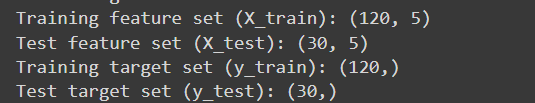 Training feature set (X_train): (120, 5)
Test feature set (X_test): (30, 5)
Training target set (y_train): (120,)
Test target set (y_test): (30,)